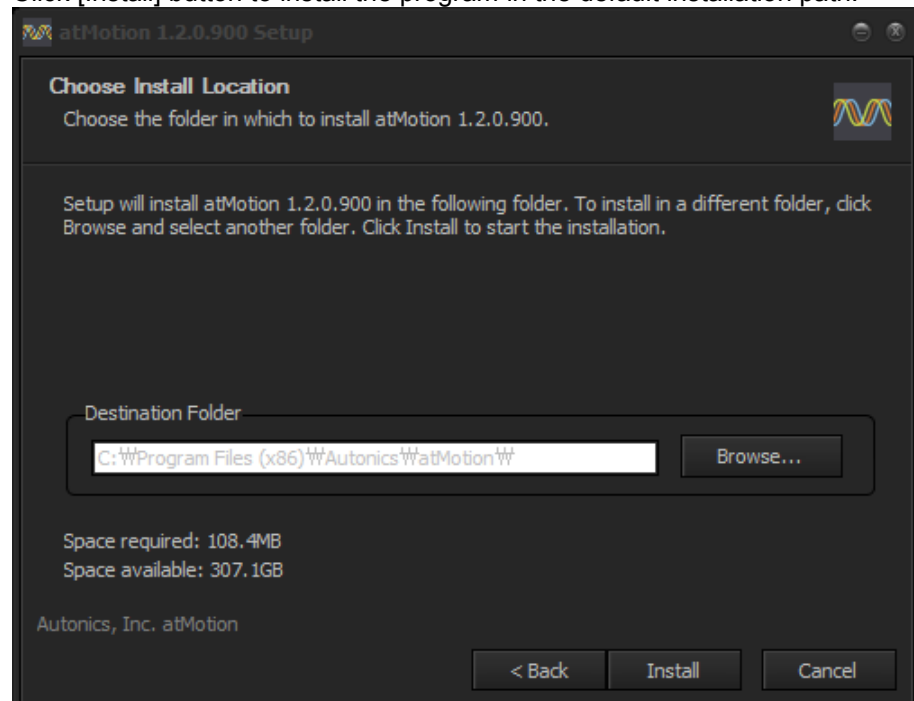 Click [Install] button to install the program in the default installation path.
atMotion 1.2.0.900 Setup
Choose Install Location
Choose the folder in which to install atMotion 1.2.0.900.
Setup will install atMotion 1.2.0.900 in the following folder. To install in a different folder, click
Browse and select another folder. Click Install to start the installation.
Destination Folder
C:₩Program Files (x86)₩Autonics₩atMotion₩
Browse...
Space required: 108.4MB
Space available: 307.1GB
Autonics, Inc. atMotion
< Back
Install
Cancel